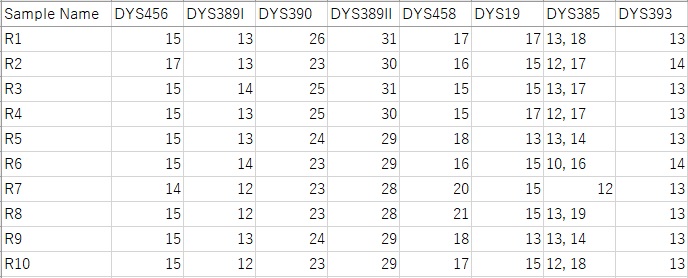 Sample Name DYS456 DYS389I DYS390 DYS389II DYS458 DYS19 DYS385 DYS393
R1 15 13 26 31 17 17 13, 18 13
R2 17 13 23 30 16 15 12, 17 14
R3 15 14 25 31 15 15 13, 17 13
R4 15 13 25 30 15 17 12, 17 13
R5 15 13 24 29 18 13 13, 14 13
R6 15 14 23 29 16 15 10, 16 14
R7 14 12 23 28 20 15 12 13
R8 15 12 23 28 21 15 13, 19 13
R9 15 13 24 29 18 13 13, 14 13
R10 15 12 23 29 17 15 12, 18 13